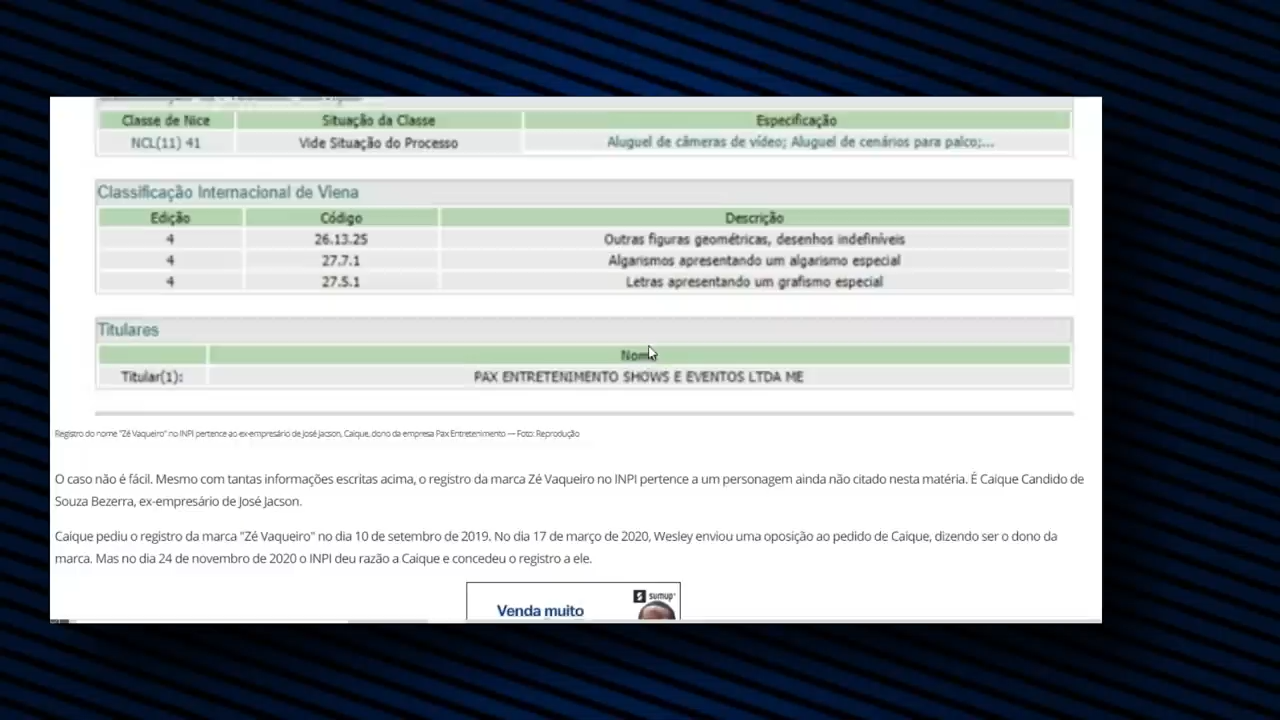 Classe de Nice Situação da Classe Especificação
NCL(11) 41 Vide Situação do Processo Aluguel de câmeras de vídeo; Aluguel de cenários para palco;...
Classificação Internacional de Viena
Edição Código Descrição
4 26.13.25 Outras figuras geométricas, desenhos indefiníveis
4 27.7.1 Algarismos apresentando um algarismo especial
4 27.5.1 Letras apresentando um grafismo especial
Titulares
Titular(1): PAX ENTRETENIMENTO SHOWS E EVENTOS LTDA ME
Registro do nome "Zé Vaqueiro" no INPI pertence ao ex-empresário de José Jacson, Caique, dono da empresa Pax Entretenimento — Foto: Reprodução
O caso não é fácil. Mesmo com tantas informações escritas acima, o registro da marca Zé Vaqueiro no INPI pertence a um personagem ainda não citado nesta matéria. É Caique Candido de
Souza Bezerra, ex-empresário de José Jacson.
Caique pediu o registro da marca "Zé Vaqueiro" no dia 10 de setembro de 2019. No dia 17 de março de 2020, Wesley enviou uma oposição ao pedido de Caique, dizendo ser o dono da
marca. Mas no dia 24 de novembro de 2020 o INPI deu razão a Caique e concedeu o registro a ele.
sumup
Venda muito